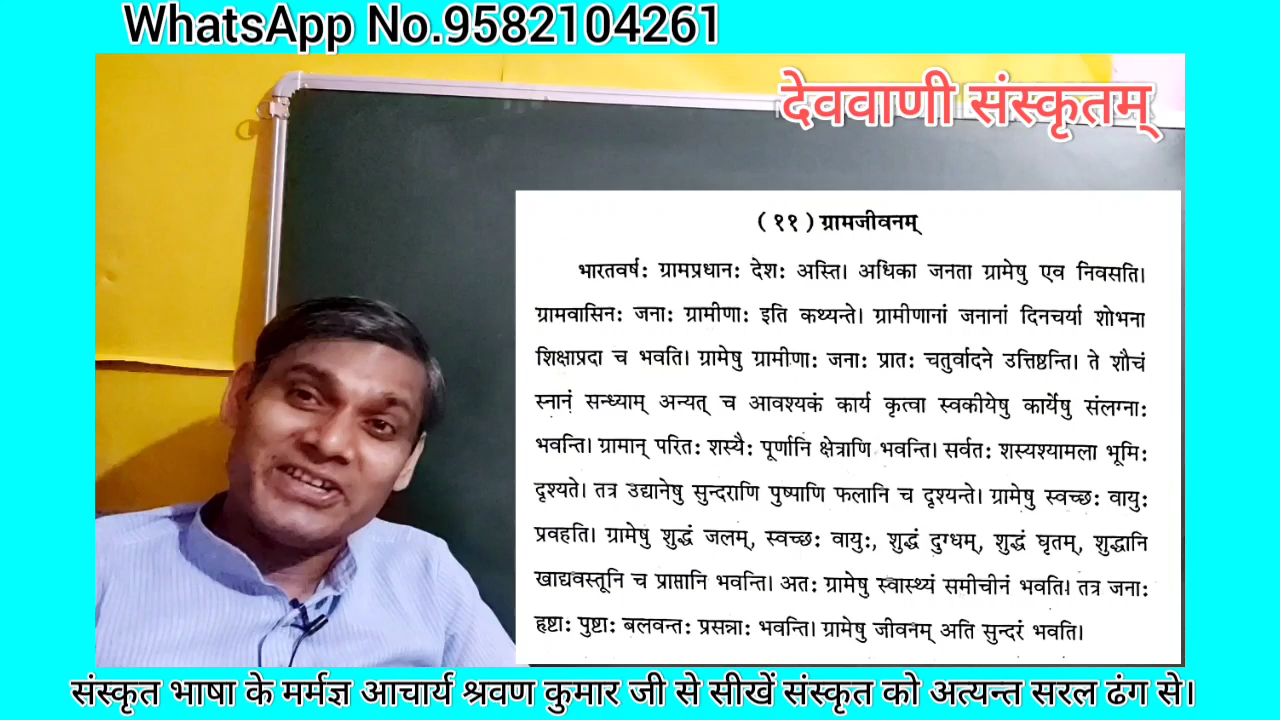 WhatsApp No.9582104261
देववाणी संस्कृतम्
( ११ ) ग्रामजीवनम्
भारतवर्ष: ग्रामप्रधान: देश: अस्ति। अधिका जनता ग्रामेषु एव निवसति।
ग्रामवासिन: जना: ग्रामीणा: इति कथ्यन्ते। ग्रामीणानां जनानां दिनचर्या शोभना
शिक्षाप्रदा च भवति। ग्रामेषु ग्रामीणा: जना: प्रात: चतुर्वादने उत्तिष्ठन्ति। ते शौचं
स्नानं सन्ध्याम् अन्यत् च आवश्यकं कार्य कृत्वा स्वकीयेषु कार्येषु संलग्ना:
भवन्ति। ग्रामान् परित: शस्यै: पूर्णानि क्षेत्राणि भवन्ति। सर्वत: शस्यश्यामला भूमि:
दृश्यते। तत्र उद्यानेषु सुन्दराणि पुष्पाणि फलानि च दृश्यन्ते। ग्रामेषु स्वच्छ: वायु:
प्रवहति। ग्रामेषु शुद्धं जलम्, स्वच्छ: वायु:, शुद्धं दुग्धम्, शुद्धं घृतम्, शुद्धानि
खाद्यवस्तूनि च प्राप्तानि भवन्ति। अत: ग्रामेषु स्वास्थ्यं समीचीनं भवति। तत्र जना:
हृष्टा: पुष्टा: बलवन्त: प्रसन्ना: भवन्ति। ग्रामेषु जीवनम् अति सुन्दरं भवति।
संस्कृत भाषा के मर्मज्ञ आचार्य श्रवण कुमार जी से सीखें संस्कृत को अत्यन्त सरल ढंग से।